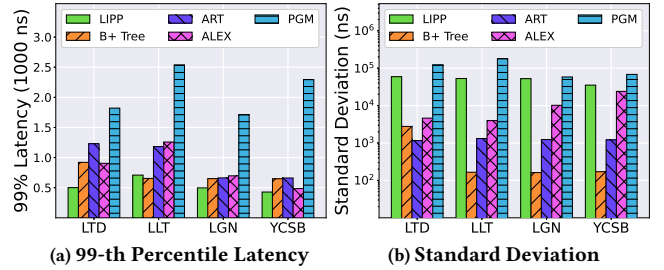 99% Latency (1000 ns)
3.0
2.5
2.0
1.5
1.0
0.5
LIPP
B+ Tree
ART
ALEX
PGM
LTD LLT LGN YCSB
(a) 99-th Percentile Latency
Standard Deviation (ns)
10^6
10^5
10^4
10^3
10^2
LIPP
B+ Tree
ART
ALEX
PGM
LTD LLT LGN YCSB
(b) Standard Deviation